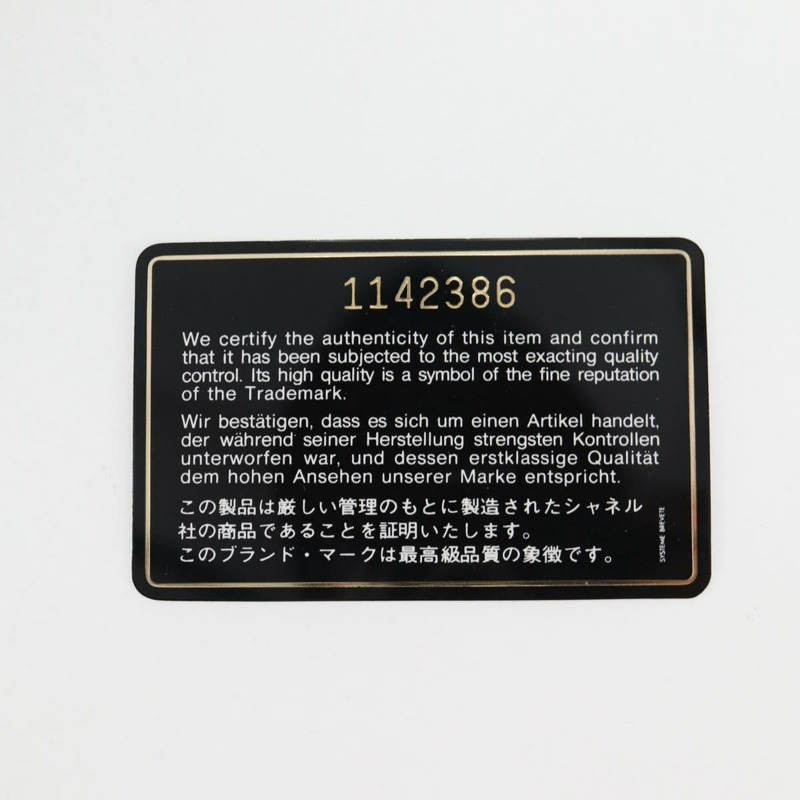 1142386
We certify the authenticity of this item and confirm
that it has been subjected to the most exacting quality
control. Its high quality is a symbol of the fine reputation
of the Trademark.
Wir bestätigen, dass es sich um einen Artikel handelt,
der während seiner Herstellung strengsten Kontrollen
unterworfen war, und dessen erstklassige Qualität
dem hohen Ansehen unserer Marke entspricht.
この製品は厳しい管理のもとに製造されたシャネル
社の商品であることを証明いたします。
このブランド・マークは最高級品質の象徴です。
SYSTEME BREVETE